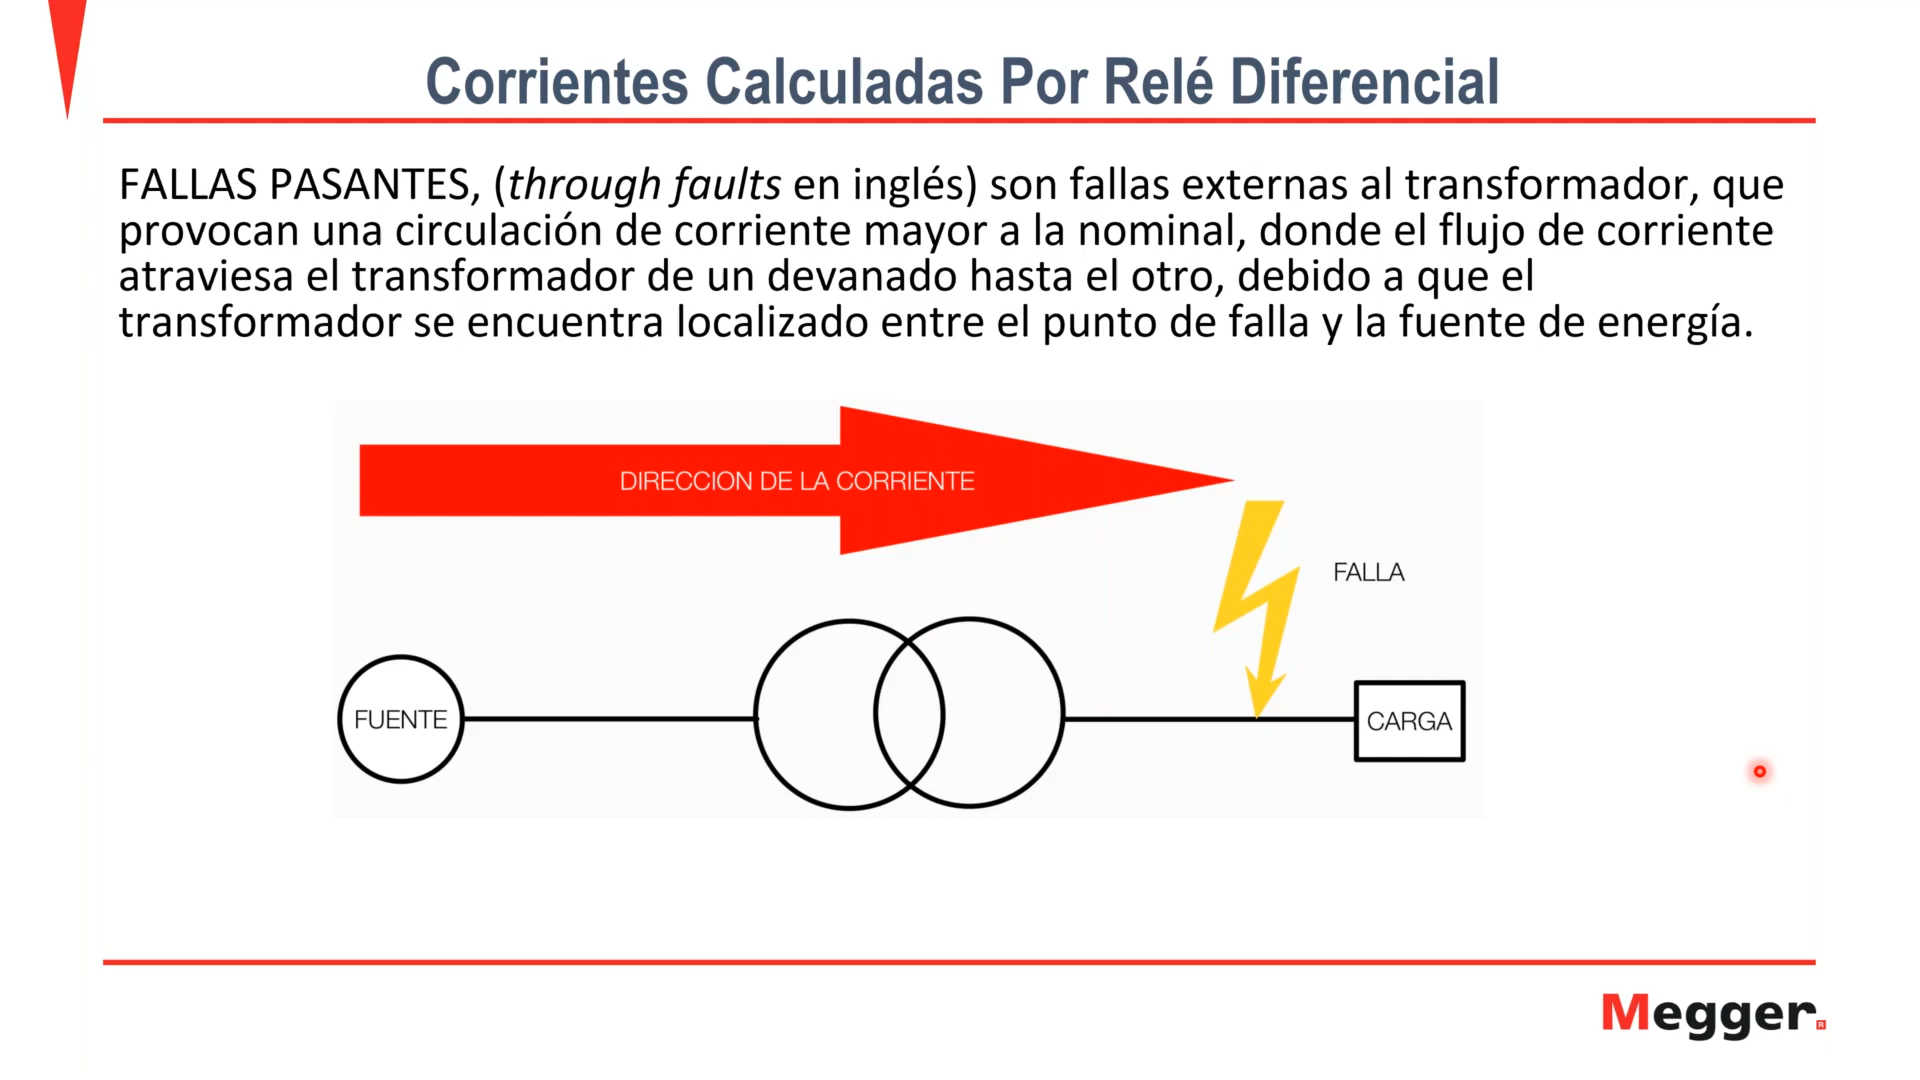 Corrientes Calculadas Por Relé Diferencial
FALLAS PASANTES, (through faults en inglés) son fallas externas al transformador, que
provocan una circulación de corriente mayor a la nominal, donde el flujo de corriente
atraviesa el transformador de un devanado hasta el otro, debido a que el
transformador se encuentra localizado entre el punto de falla y la fuente de energía.
DIRECCION DE LA CORRIENTE
FALLA
FUENTE
CARGA
Megger®